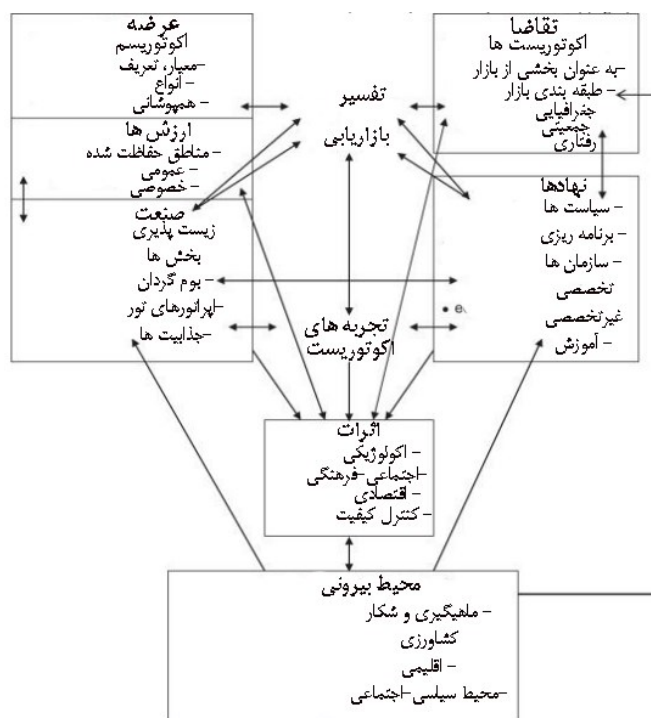 تقاضا
اکوتوریست ها
-به عنوان بخشی از بازار
- طبقه بندی بازار
جغرافیایی
جمعیتی
رفتاری
عرضه
اکوتوریسم
-معیار، تعریف
-انواع
-همپوشانی
تفسیر
بازاریابی
ارزش ها
-مناطق حفاظت شده
- عمومی
- خصوصی
نهادها
- سیاست ها
- برنامه ریزی
- سازمان ها
تخصصی
غیرتخصصی
- آموزش
صنعت
زیست پذیری
بخش ها
- بوم گردان
-اپراتورهای تور
-جذابیت ها
تجربه های
اکوتوریست
اثرات
- اکولوژیکی
-اجتماعی-فرهنگی
- اقتصادی
- کنترل کیفیت
محیط بیرونی
- ماهیگیری و شکار
کشاورزی
- اقلیمی
-محیط سیاسی-اجتماعی